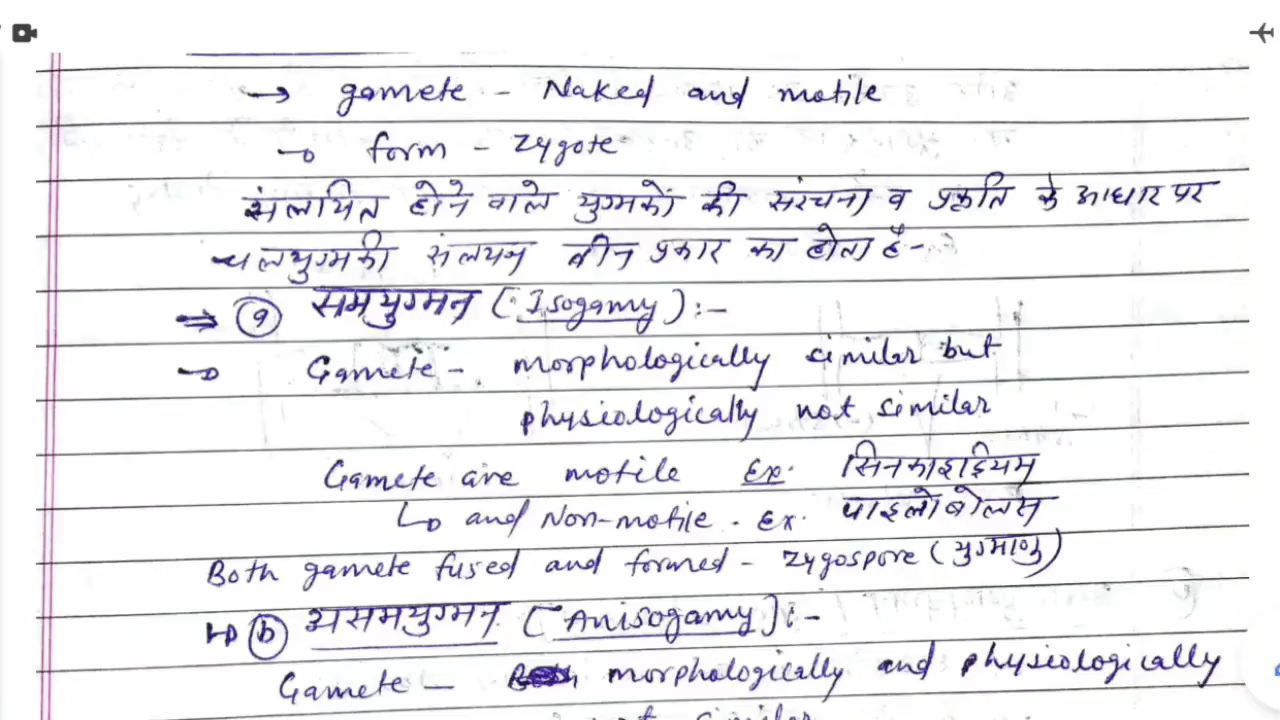 → gamete - Naked and motile
→ form - zygote
संलयित होने वाले युग्मकों की संरचना व प्रकृति के आधार पर
चलयुग्मकी संलयन तीन प्रकार का होता है-
⇒ (a) समयुग्मन (Isogamy) :-
→ Gamete - morphologically similar but
physiologically not similar
Gamete are motile Ex. सिनकाइट्रियम
↳ and Non-motile - Ex. पाइलोबोलस
Both gamete fused and formed - zygospore (युग्माणु)
↳ (b) असमयुग्मन (Anisogamy) :-
Gamete - morphologically and physiologically
not similar